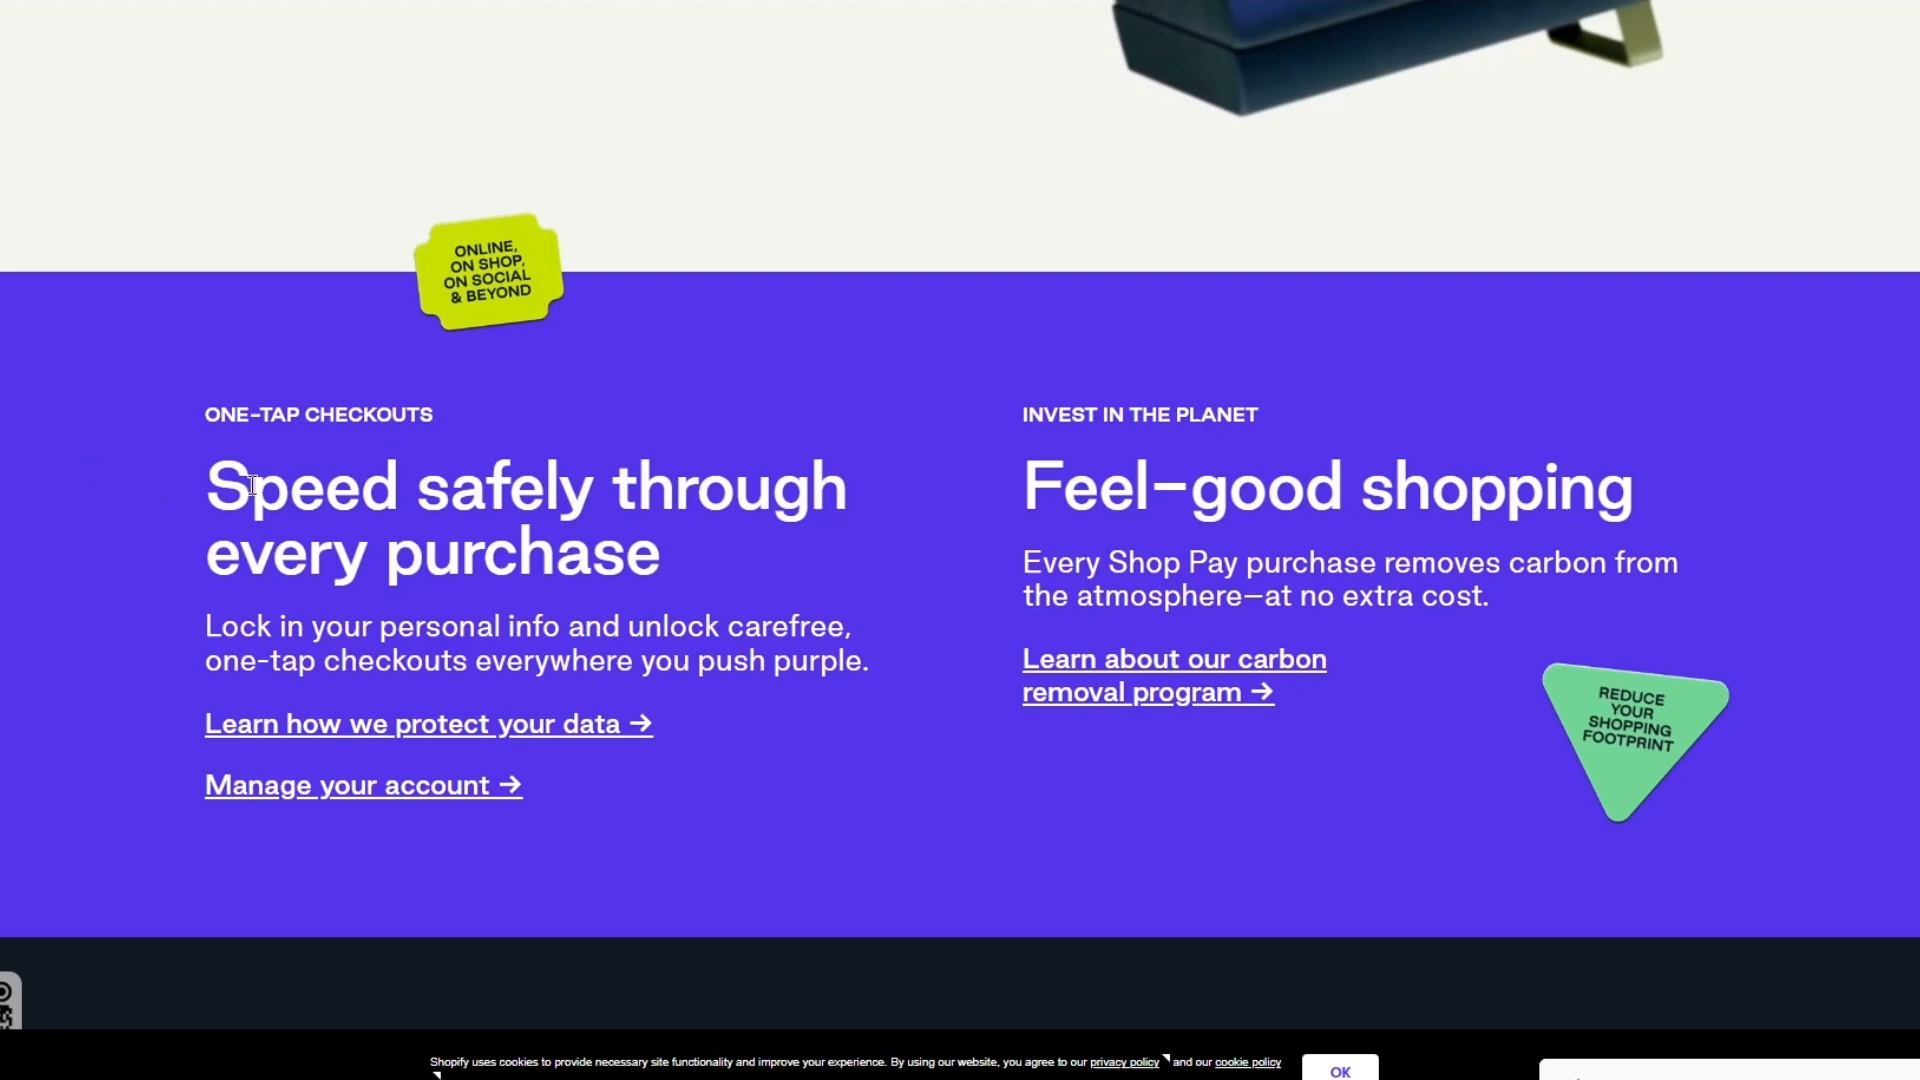 ONLINE,
ON SHOP,
ON SOCIAL
& BEYOND
ONE-TAP CHECKOUTS
Speed safely through
every purchase
Lock in your personal info and unlock carefree,
one-tap checkouts everywhere you push purple.
Learn how we protect your data →
Manage your account →
INVEST IN THE PLANET
Feel-good shopping
Every Shop Pay purchase removes carbon from
the atmosphere—at no extra cost.
Learn about our carbon
removal program →
REDUCE
YOUR
SHOPPING
FOOTPRINT
Shopify uses cookies to provide necessary site functionality and improve your experience. By using our website, you agree to our privacy policy and our cookie policy
OK